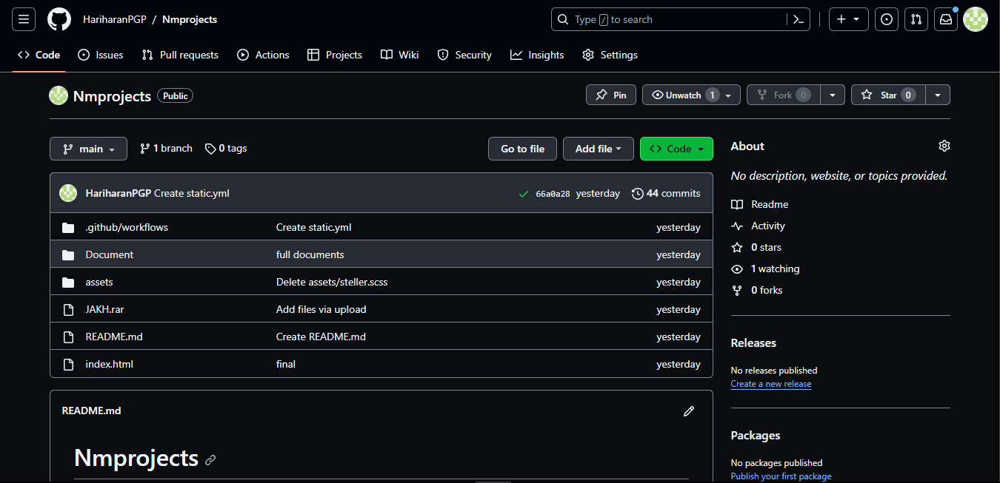 HariharanPGP / Nmprojects
Type / to search
Code Issues Pull requests Actions Projects Wiki Security Insights Settings
Nmprojects Public
Pin Unwatch 1 Fork 0 Star 0
main 1 branch 0 tags Go to file Add file Code
HariharanPGP Create static.yml 66a0a28 yesterday 44 commits
.github/workflows Create static.yml yesterday
Document full documents yesterday
assets Delete assets/steller.scss yesterday
JAKH.rar Add files via upload yesterday
README.md Create README.md yesterday
index.html final yesterday
README.md
Nmprojects
About
No description, website, or topics provided.
Readme
Activity
0 stars
1 watching
0 forks
Releases
No releases published
Create a new release
Packages
No packages published
Publish your first package